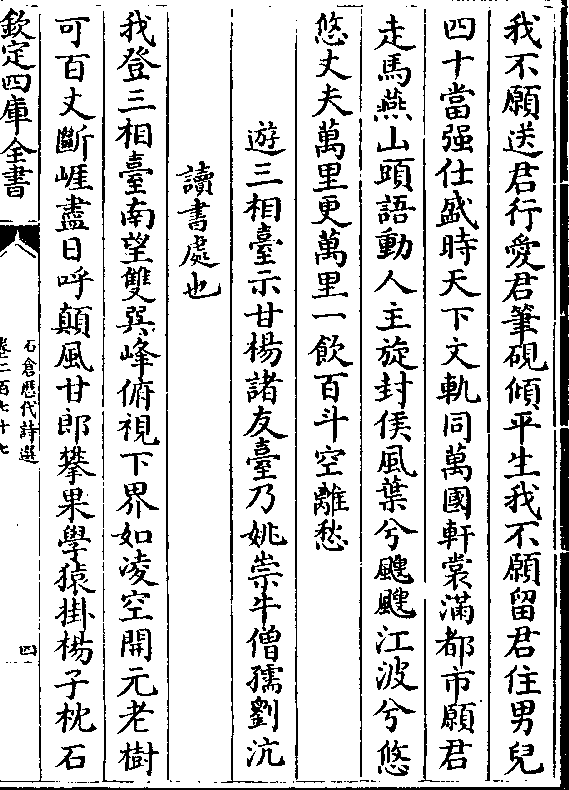 我不願送君行愛君筆硯傾平生我不願留君住男兒
四十當强仕盛時天下文軌同萬國軒裳滿都市願君
走馬燕山頭語動人主旋封侯風葉兮颼颼江波兮悠
悠丈夫萬里更萬里一飲百斗空離愁
遊三相臺示甘楊諸友臺乃姚崇牛僧孺劉沆
讀書處也
我登三相臺南望雙巽峰俯視下界如凌空開元老樹
可百丈斷崕盡日呼顛風甘郎攀果學猿掛楊子枕石
欽定四庫全書
石倉歷代詩選
卷二百七十七
四